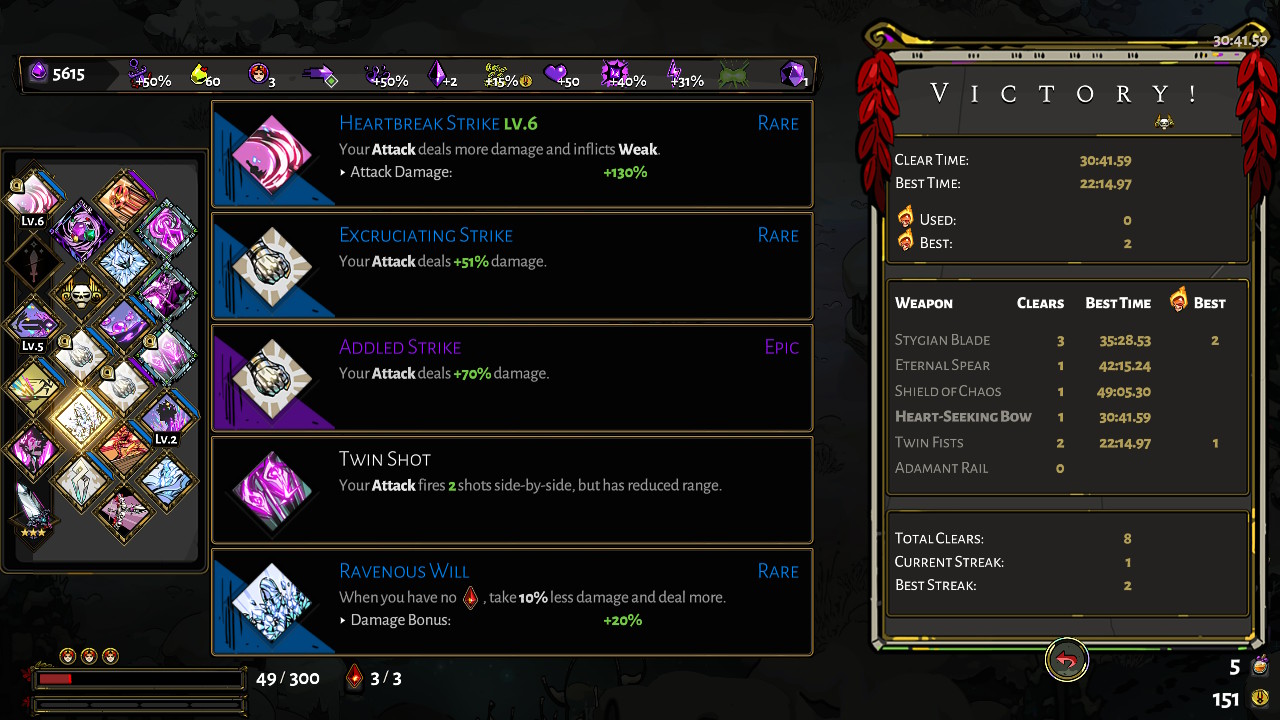 30:41.59
5615
+50%
60
3
+50%
+2
+15%
+50
+40%
+31%
1
VICTORY!
HEARTBREAK STRIKE LV.6
RARE
Your Attack deals more damage and inflicts Weak.
‣ Attack Damage: +130%
EXCRUCIATING STRIKE
RARE
Your Attack deals +51% damage.
ADDLED STRIKE
EPIC
Your Attack deals +70% damage.
TWIN SHOT
Your Attack fires 2 shots side-by-side, but has reduced range.
RAVENOUS WILL
RARE
When you have no , take 10% less damage and deal more.
‣ Damage Bonus: +20%
Lv.6
Lv.5
Lv.2
CLEAR TIME: 30:41.59
BEST TIME: 22:14.97
USED: 0
BEST: 2
WEAPON CLEARS BEST TIME BEST
STYGIAN BLADE 3 35:28.53 2
ETERNAL SPEAR 1 42:15.24
SHIELD OF CHAOS 1 49:05.30
HEART-SEEKING BOW 1 30:41.59
TWIN FISTS 2 22:14.97 1
ADAMANT RAIL 0
TOTAL CLEARS: 8
CURRENT STREAK: 1
BEST STREAK: 2
49/300
3/3
5
151